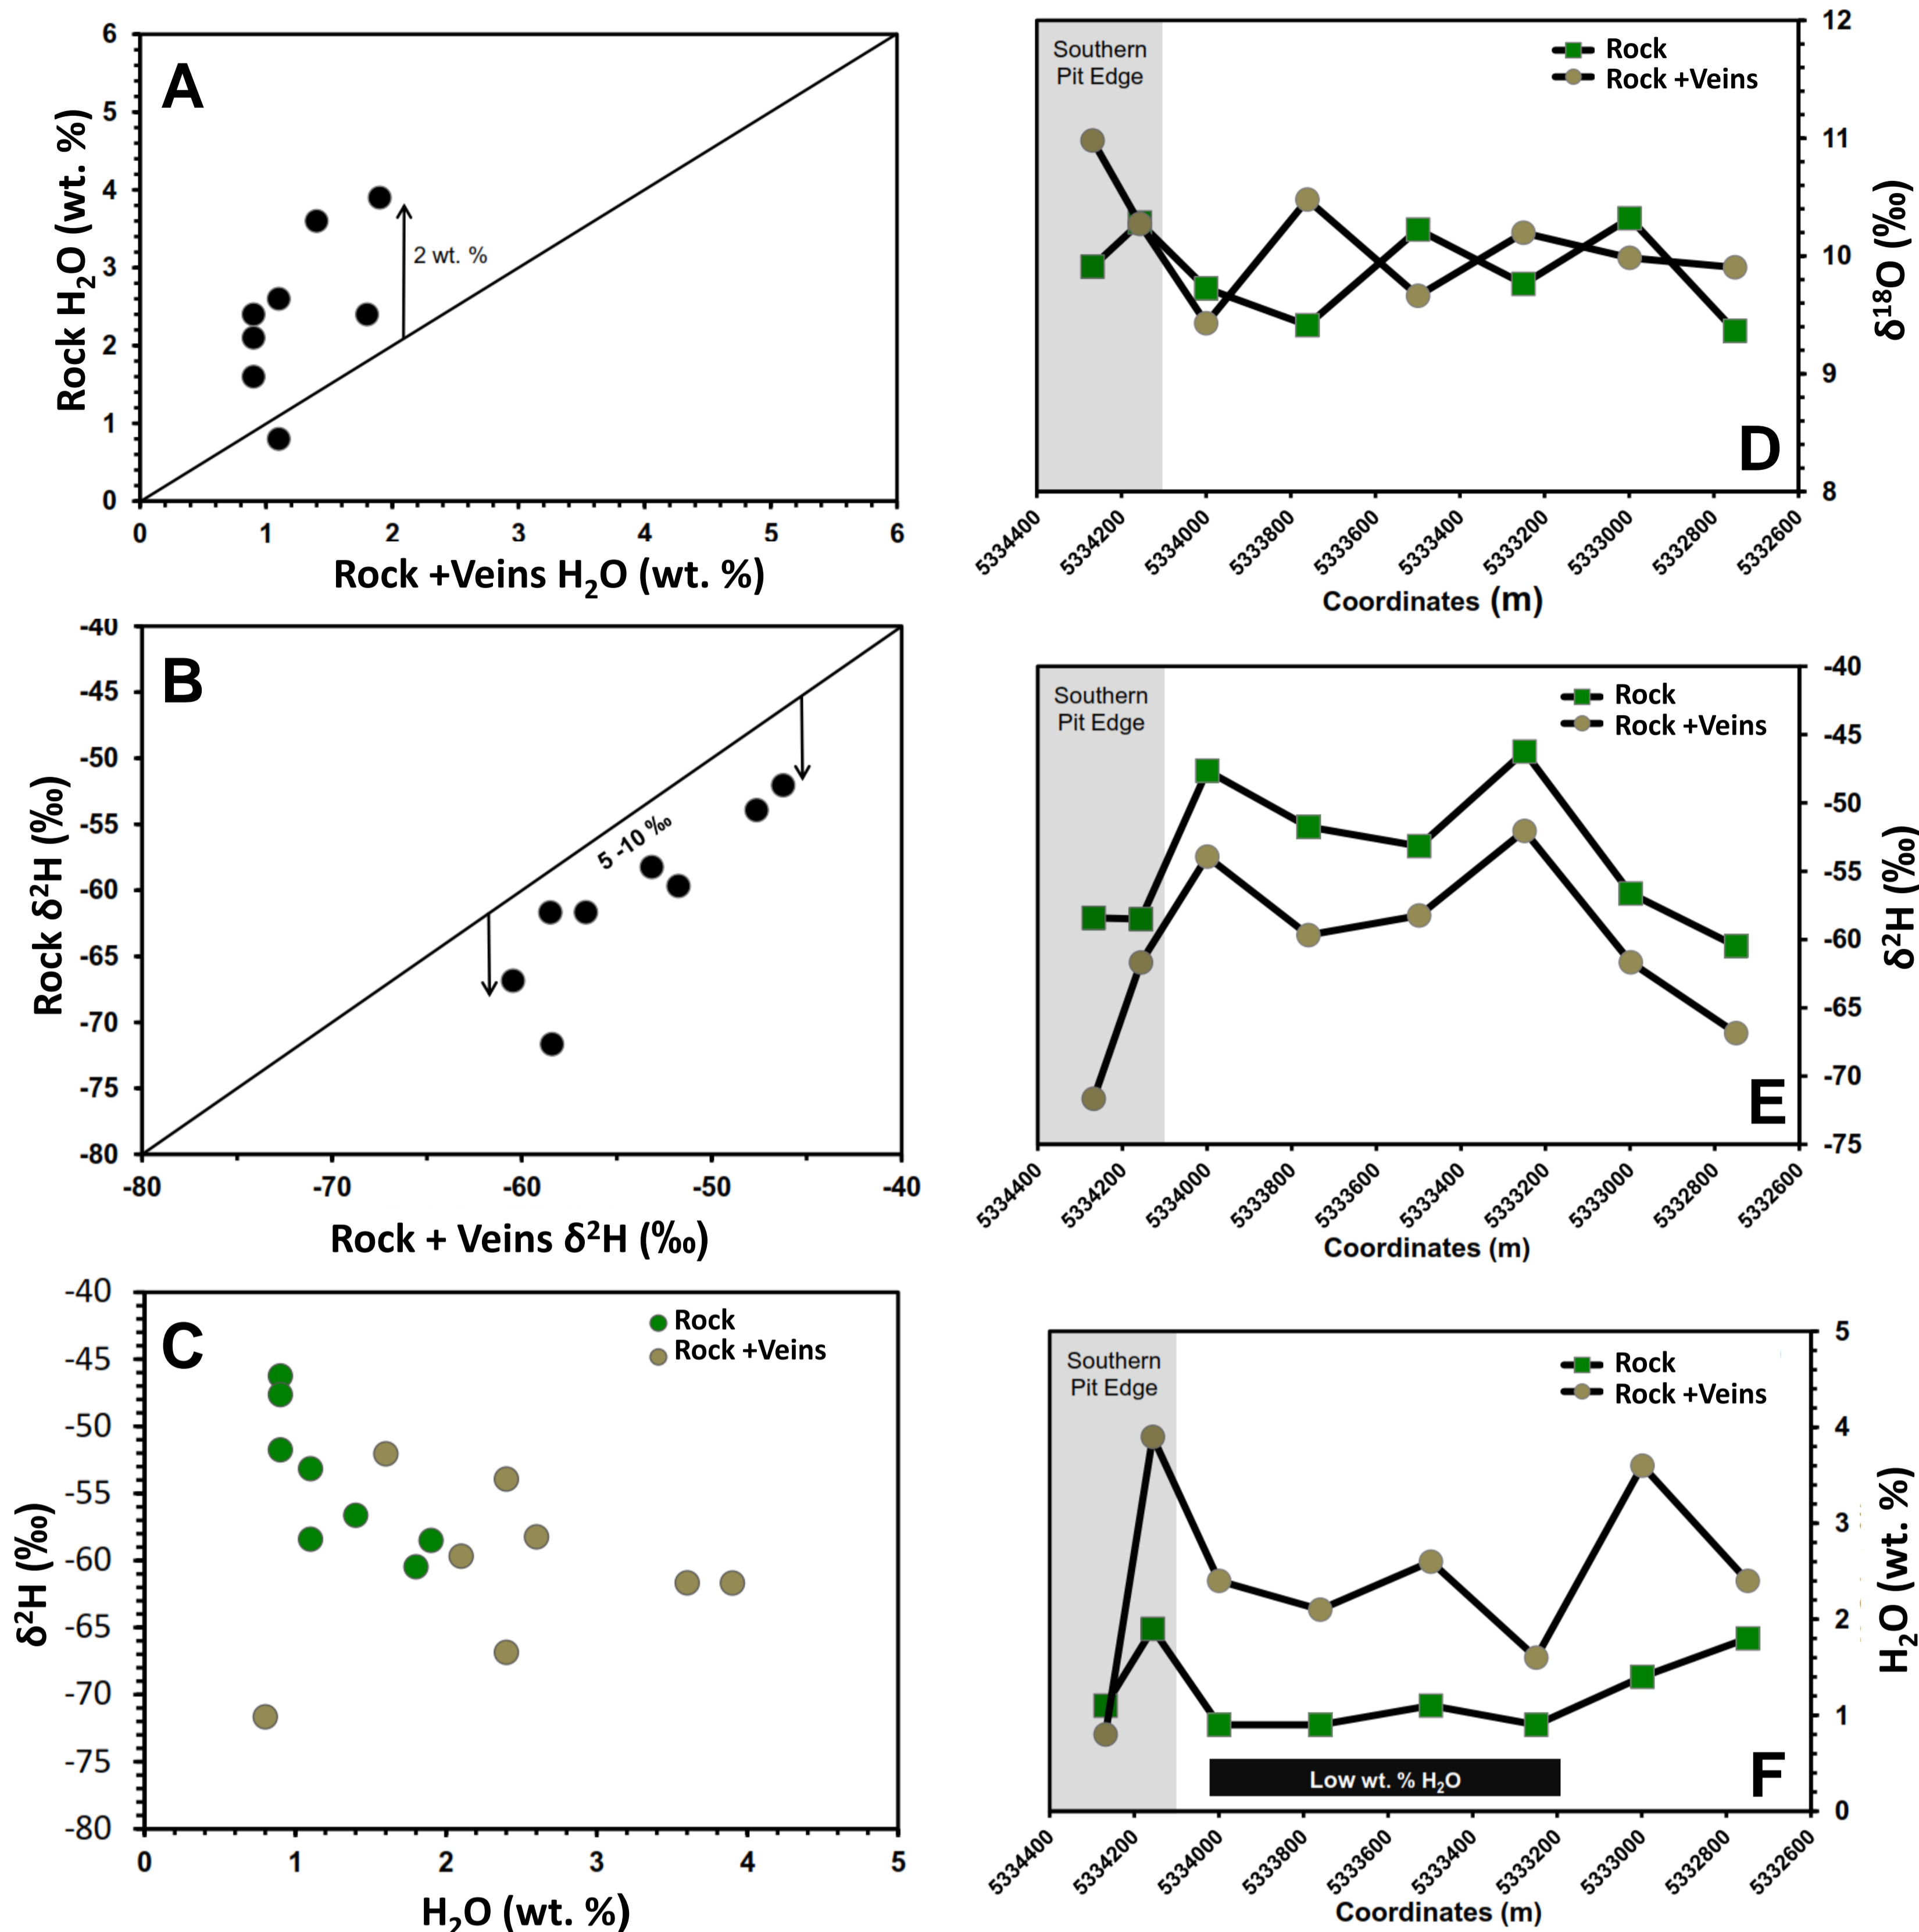 A
6
5
4
3
2
1
0
0
1
2
3
4
5
6
2 wt. %
Rock H₂O (wt. %)
Rock +Veins H₂O (wt. %)
D
Southern
Pit Edge
Rock
Rock +Veins
12
11
10
9
8
δ¹⁸O (‰)
5334400
5334200
5334000
5333800
5333600
5333400
5333200
5333000
5332800
5332600
Coordinates (m)
B
-40
-45
-50
-55
-60
-65
-70
-75
-80
-80
-70
-60
-50
-40
5 -10 ‰
Rock δ²H (‰)
Rock + Veins δ²H (‰)
E
Southern
Pit Edge
Rock
Rock +Veins
-40
-45
-50
-55
-60
-65
-70
-75
δ²H (‰)
5334400
5334200
5334000
5333800
5333600
5333400
5333200
5333000
5332800
5332600
Coordinates (m)
C
Rock
Rock +Veins
-40
-45
-50
-55
-60
-65
-70
-75
-80
0
1
2
3
4
5
δ²H (‰)
H₂O (wt. %)
F
Southern
Pit Edge
Rock
Rock +Veins
5
4
3
2
1
0
H₂O (wt. %)
Low wt. % H₂O
5334400
5334200
5334000
5333800
5333600
5333400
5333200
5333000
5332800
5332600
Coordinates (m)